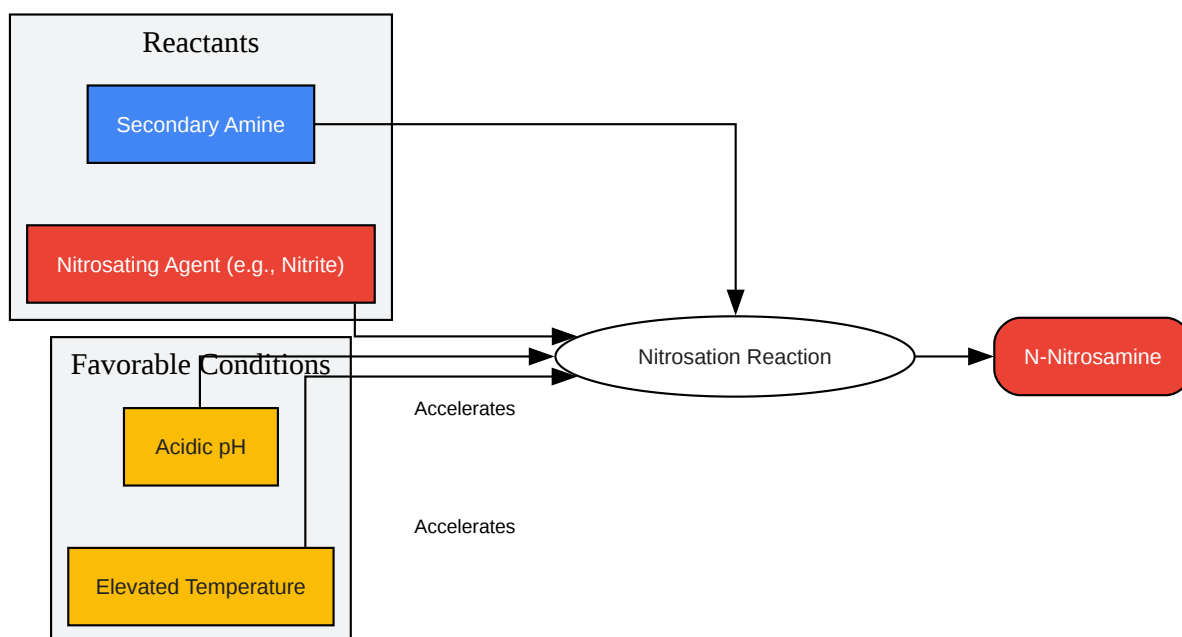 Reactants
Secondary Amine
Nitrosating Agent (e.g., Nitrite)
Favorable Conditions
Nitrosation Reaction
N-Nitrosamine
Accelerates
Acidic pH
Accelerates
Elevated Temperature